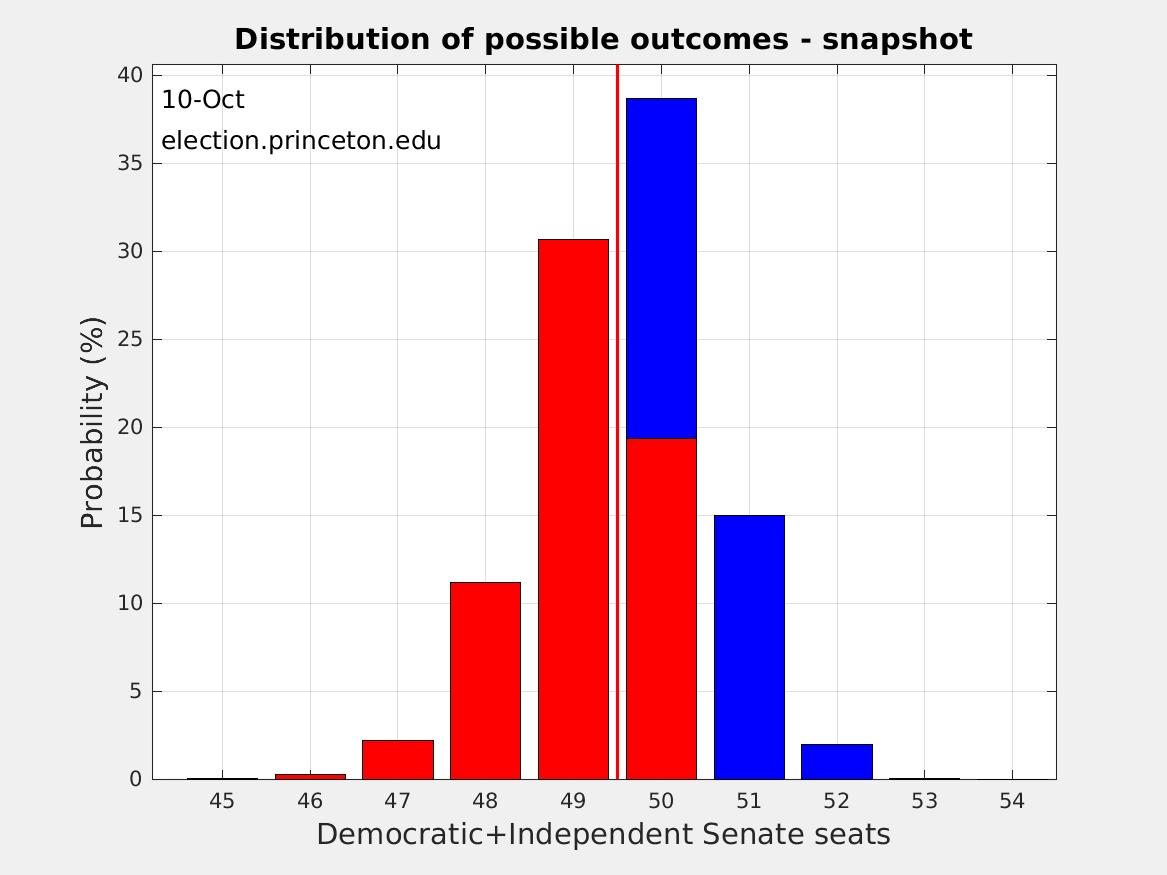 Distribution of possible outcomes - snapshot
10-Oct
election.princeton.edu
40
35
30
25
20
15
10
5
0
Probability (%)
45 46 47 48 49 50 51 52 53 54
Democratic+Independent Senate seats